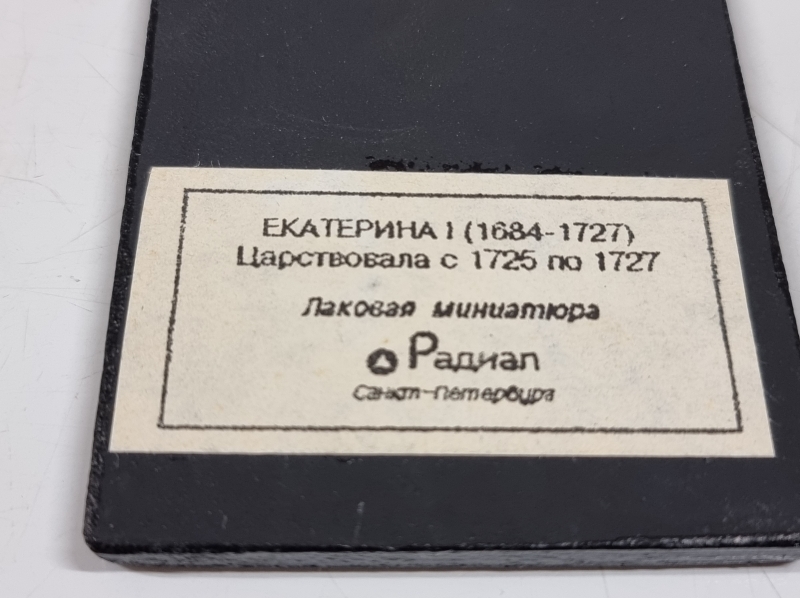 ЕКАТЕРИНА I (1684-1727)
Царствовала с 1725 по 1727
Лаковая миниатюра
Радиал
Санкт-Петербург